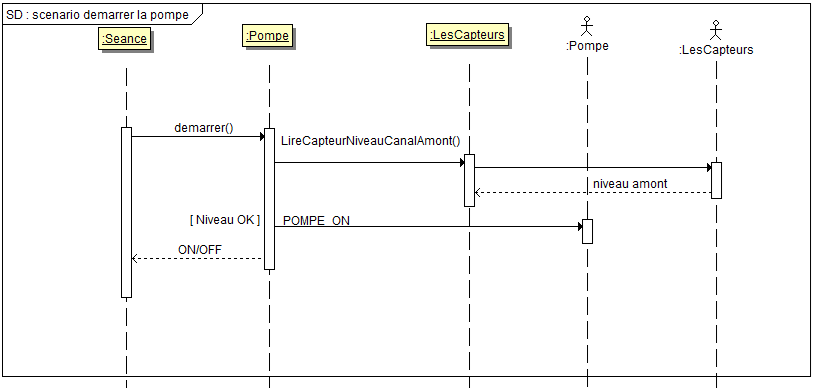 SD : scenario demarrer la pompe
:Seance
:Pompe
:LesCapteurs
:Pompe
:LesCapteurs
demarrer()
LireCapteurNiveauCanalAmont()
niveau amont
[ Niveau OK ]
POMPE_ON
ON/OFF